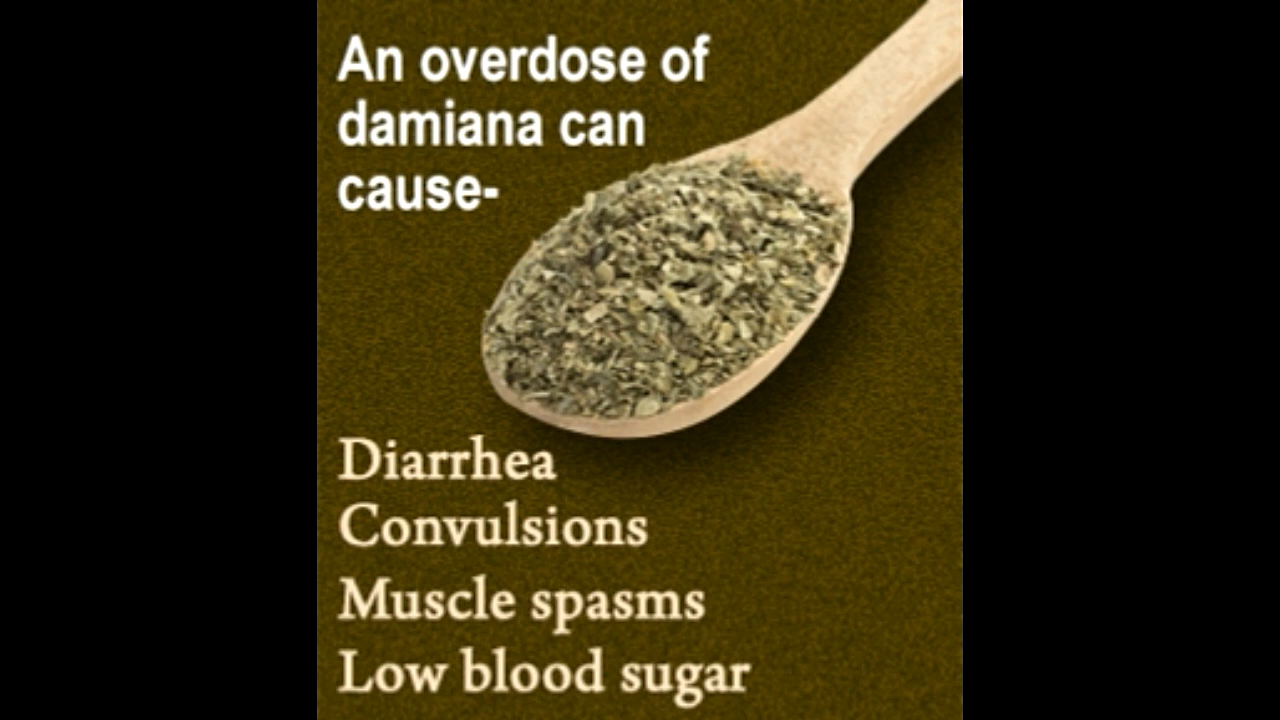 An overdose of
damiana can
cause-
Diarrhea
Convulsions
Muscle spasms
Low blood sugar